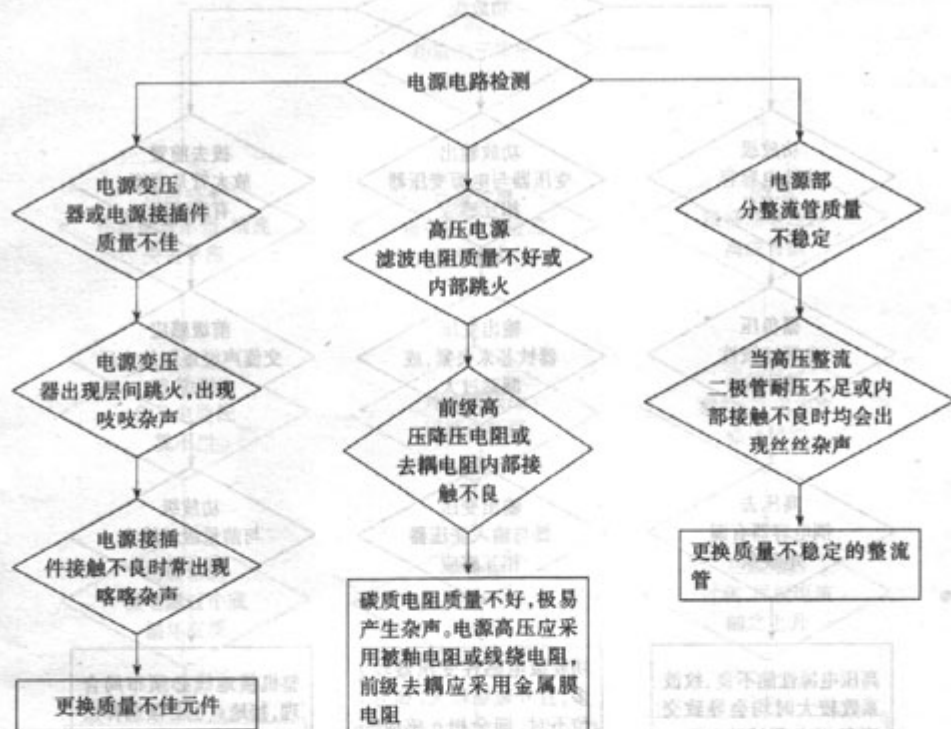 电源电路检测
电源变压
器或电源接插件
质量不佳
电源变压
器出现层间跳火,出现
吱吱杂声
电源接插
件接触不良时常出现
喀喀杂声
更换质量不佳元件
高压电源
滤波电阻质量不好或
内部跳火
前级高
压降压电阻或
去耦电阻内部接
触不良
碳质电阻质量不好,极易
产生杂声。电源高压应采
用被釉电阻或线绕电阻,
前级去耦应采用金属膜
电阻
电源部
分整流管质量
不稳定
当高压整流
二极管耐压不足或内
部接触不良时均会出
现丝丝杂声
更换质量不稳定的整流
管